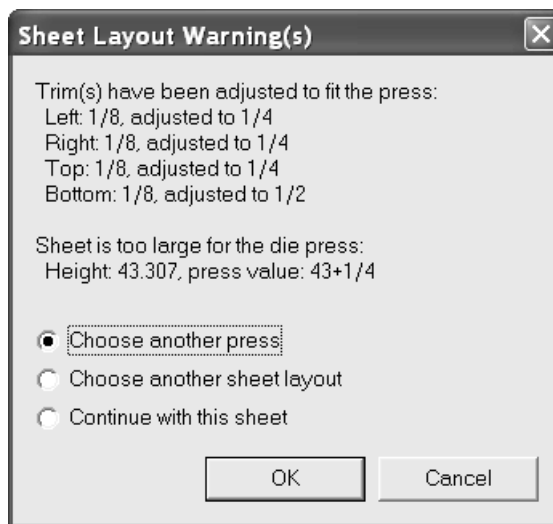 Sheet Layout Warning(s)
Trim(s) have been adjusted to fit the press:
Left: 1/8, adjusted to 1/4
Right: 1/8, adjusted to 1/4
Top: 1/8, adjusted to 1/4
Bottom: 1/8, adjusted to 1/2
Sheet is too large for the die press:
Height: 43.307, press value: 43+1/4
Choose another press
Choose another sheet layout
Continue with this sheet
OK Cancel